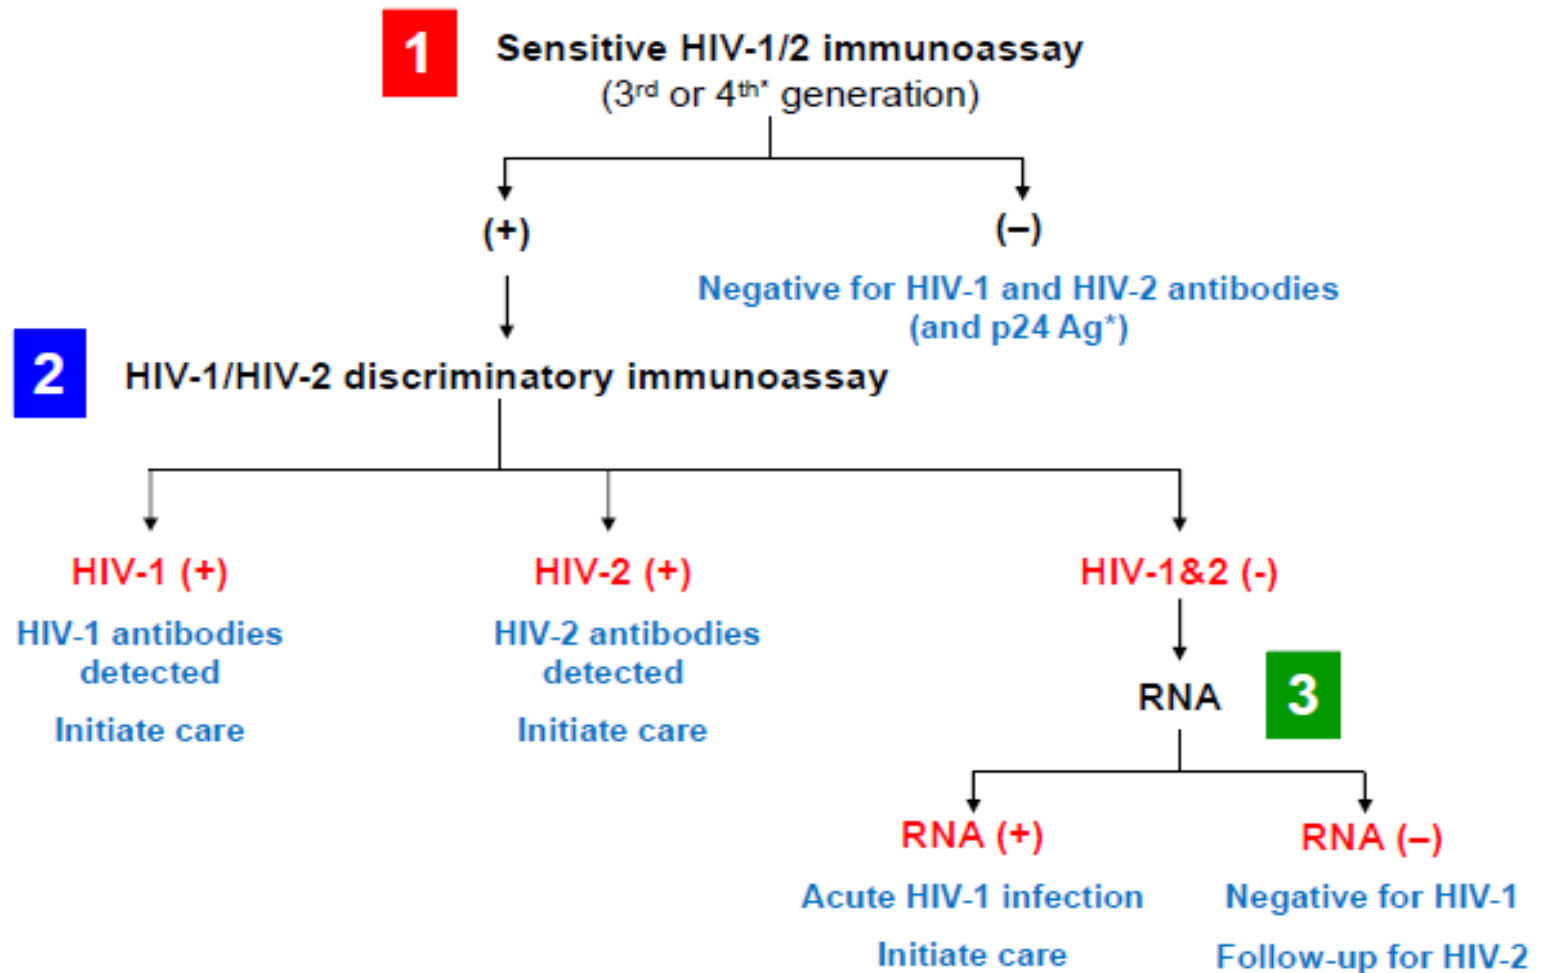 1
Sensitive HIV-1/2 immunoassay
(3rd or 4th* generation)
(+)
(–)
Negative for HIV-1 and HIV-2 antibodies
(and p24 Ag*)
2
HIV-1/HIV-2 discriminatory immunoassay
HIV-1 (+)
HIV-1 antibodies
detected
Initiate care
HIV-2 (+)
HIV-2 antibodies
detected
Initiate care
HIV-1&2 (-)
RNA
3
RNA (+)
Acute HIV-1 infection
Initiate care
RNA (–)
Negative for HIV-1
Follow-up for HIV-2